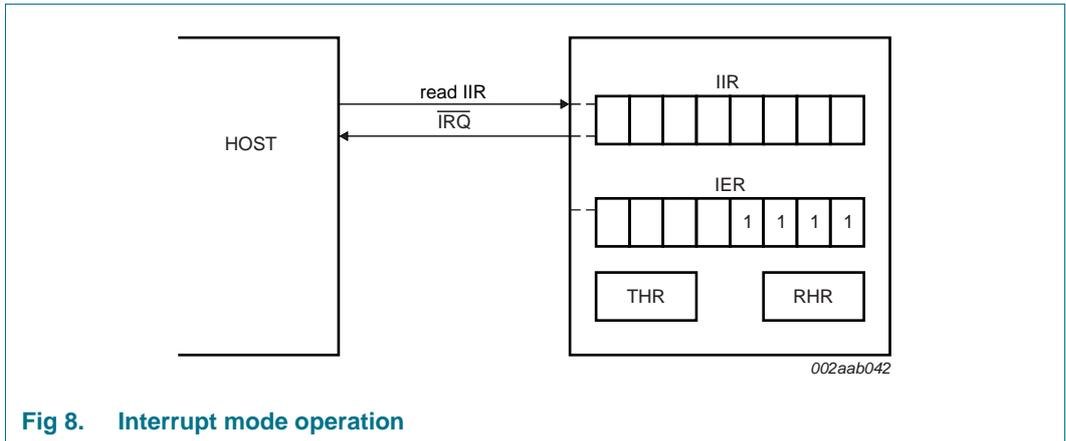 read IIR
IRQ
HOST
IIR
IER
1 1 1 1
THR RHR
002aab042
Fig 8. Interrupt mode operation